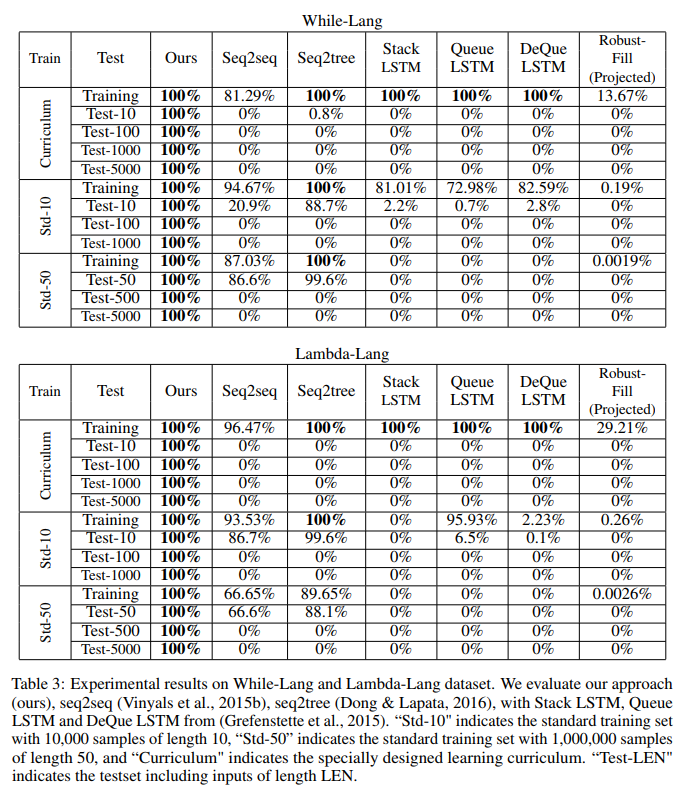 While-Lang
Train Test Ours Seq2seq Seq2tree Stack LSTM Queue LSTM DeQue LSTM Robust-Fill (Projected)
Curriculum
Training 100% 81.29% 100% 100% 100% 100% 13.67%
Test-10 100% 0% 0.8% 0% 0% 0% 0%
Test-100 100% 0% 0% 0% 0% 0% 0%
Test-1000 100% 0% 0% 0% 0% 0% 0%
Test-5000 100% 0% 0% 0% 0% 0% 0%
Std-10
Training 100% 94.67% 100% 81.01% 72.98% 82.59% 0.19%
Test-10 100% 20.9% 88.7% 2.2% 0.7% 2.8% 0%
Test-100 100% 0% 0% 0% 0% 0% 0%
Test-1000 100% 0% 0% 0% 0% 0% 0%
Std-50
Training 100% 87.03% 100% 0% 0% 0% 0.0019%
Test-50 100% 86.6% 99.6% 0% 0% 0% 0%
Test-500 100% 0% 0% 0% 0% 0% 0%
Test-5000 100% 0% 0% 0% 0% 0% 0%
Lambda-Lang
Train Test Ours Seq2seq Seq2tree Stack LSTM Queue LSTM DeQue LSTM Robust-Fill (Projected)
Curriculum
Training 100% 96.47% 100% 100% 100% 100% 29.21%
Test-10 100% 0% 0% 0% 0% 0% 0%
Test-100 100% 0% 0% 0% 0% 0% 0%
Test-1000 100% 0% 0% 0% 0% 0% 0%
Test-5000 100% 0% 0% 0% 0% 0% 0%
Std-10
Training 100% 93.53% 100% 0% 95.93% 2.23% 0.26%
Test-10 100% 86.7% 99.6% 0% 6.5% 0.1% 0%
Test-100 100% 0% 0% 0% 0% 0% 0%
Test-1000 100% 0% 0% 0% 0% 0% 0%
Std-50
Training 100% 66.65% 89.65% 0% 0% 0% 0.0026%
Test-50 100% 66.6% 88.1% 0% 0% 0% 0%
Test-500 100% 0% 0% 0% 0% 0% 0%
Test-5000 100% 0% 0% 0% 0% 0% 0%
Table 3: Experimental results on While-Lang and Lambda-Lang dataset. We evaluate our approach
(ours), seq2seq (Vinyals et al., 2015b), seq2tree (Dong & Lapata, 2016), with Stack LSTM, Queue
LSTM and DeQue LSTM from (Grefenstette et al., 2015). “Std-10" indicates the standard training set
with 10,000 samples of length 10, “Std-50” indicates the standard training set with 1,000,000 samples
of length 50, and “Curriculum" indicates the specially designed learning curriculum. “Test-LEN"
indicates the testset including inputs of length LEN.